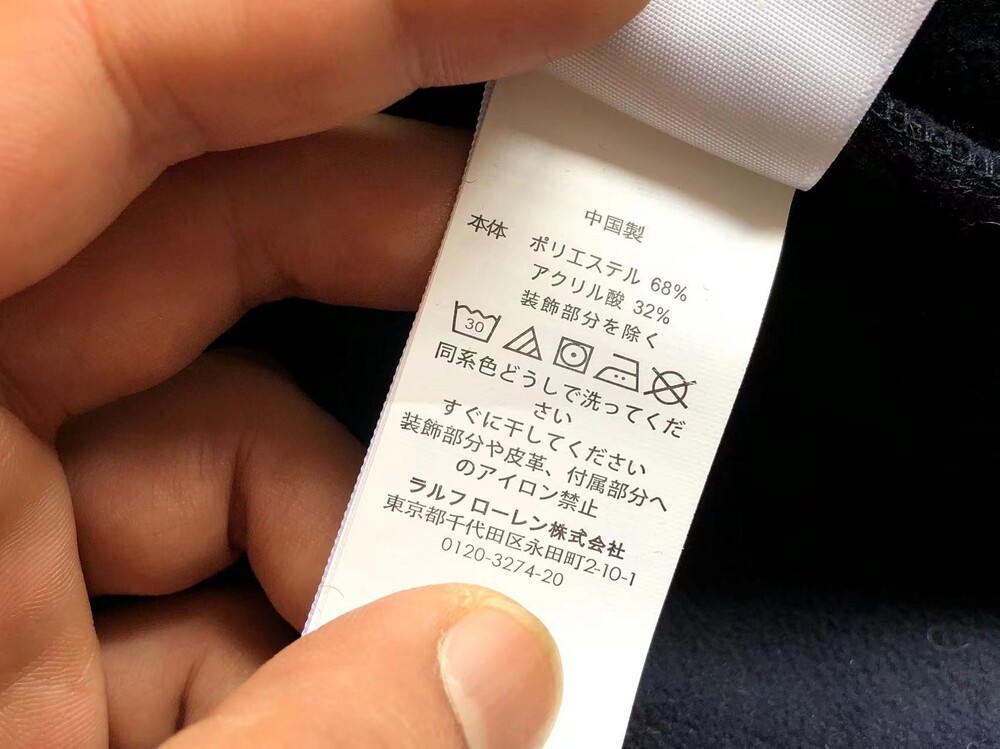 中国製
本体 ポリエステル 68%
アクリル酸 32%
装飾部分を除く
30
同系色どうしで洗ってくだ
さい
すぐに干してください
装飾部分や皮革、付属部分へ
のアイロン禁止
ラルフ ローレン株式会社
東京都千代田区永田町2-10-1
0120-3274-20